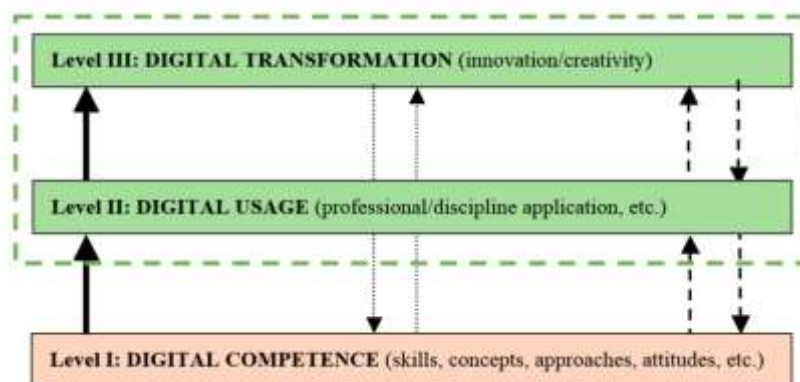 Level III: DIGITAL TRANSFORMATION (innovation/creativity)
Level II: DIGITAL USAGE (professional/discipline application, etc.)
Level I: DIGITAL COMPETENCE (skills, concepts, approaches, attitudes, etc.)